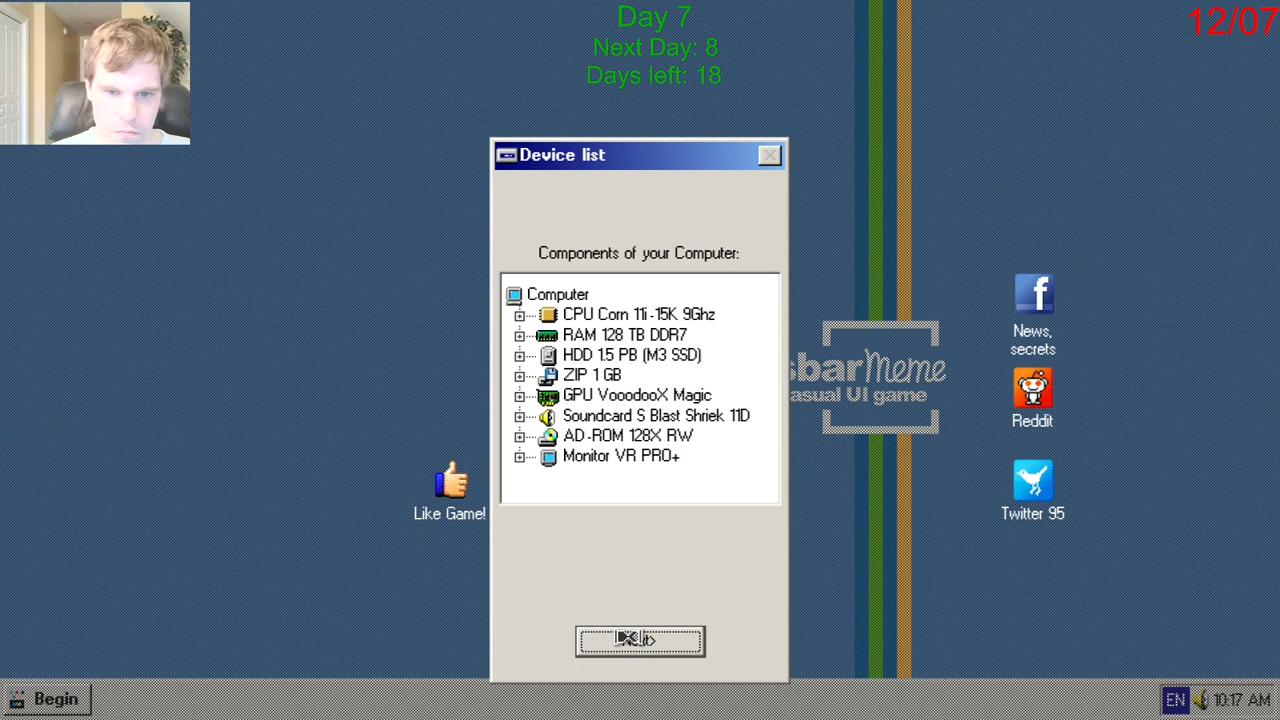 Day 7
Next Day: 8
Days left: 18
12/07
Device list
Components of your Computer:
Computer
CPU Corn 11i-15K 9Ghz
RAM 128 TB DDR7
HDD 1.5 PB (M3 SSD)
ZIP 1 GB
GPU VooodooX Magic
Soundcard S Blast Shriek 11D
AD-ROM 128X RW
Monitor VR PRO+
sbarMeme
asual UI game
News,
secrets
Reddit
Like Game!
Twitter 95
Begin
EN
10:17 AM